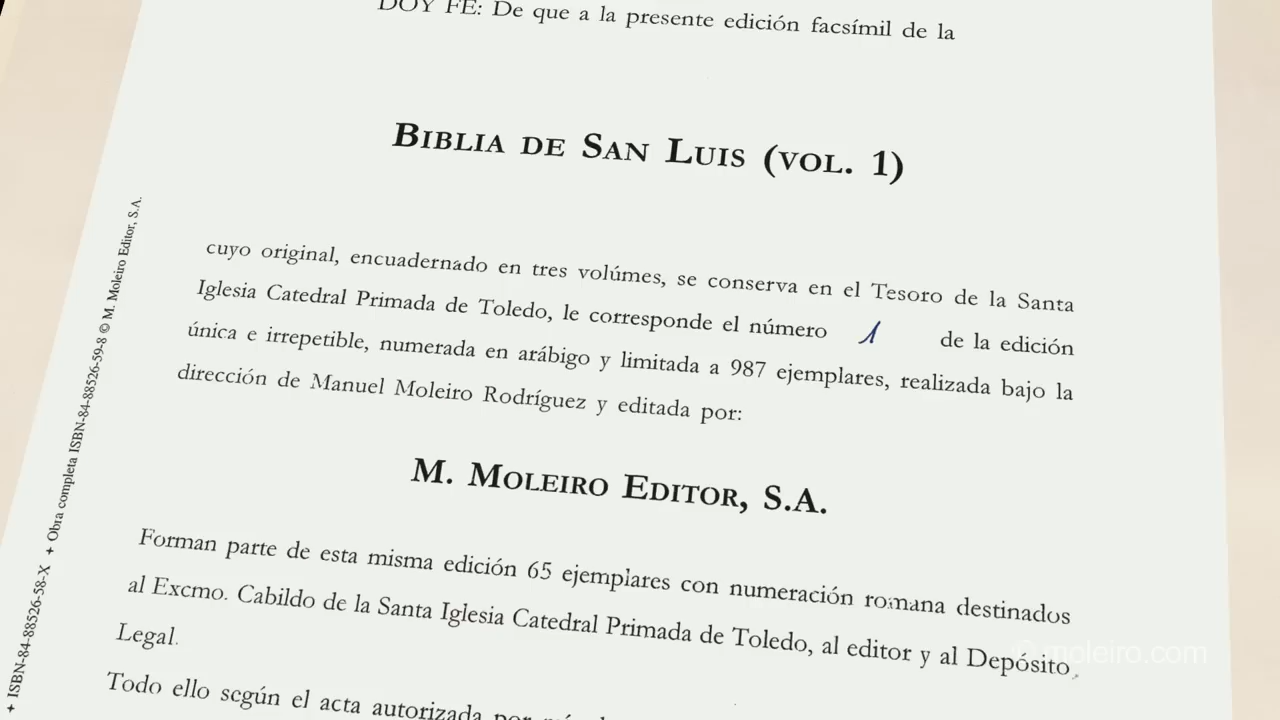 DOY FE: De que a la presente edición facsímil de la
BIBLIA DE SAN LUIS (VOL. 1)
cuyo original, encuadernado en tres volúmes, se conserva en el Tesoro de la Santa
Iglesia Catedral Primada de Toledo, le corresponde el número 1 de la edición
única e irrepetible, numerada en arábigo y limitada a 987 ejemplares, realizada bajo la
dirección de Manuel Moleiro Rodríguez y editada por:
M. MOLEIRO EDITOR, S.A.
Forman parte de esta misma edición 65 ejemplares con numeración romana destinados
al Excmo. Cabildo de la Santa Iglesia Catedral Primada de Toledo, al editor y al Depósito
Legal.
Todo ello según el acta autorizada por
+ ISBN-84-88526-58-X + Obra completa ISBN-84-88526-59-8 © M. Moleiro Editor, S.A.
© moleiro.com